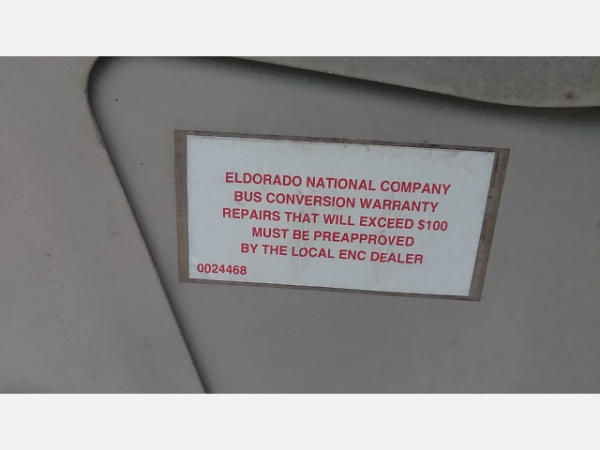 ELDORADO NATIONAL COMPANY
BUS CONVERSION WARRANTY
REPAIRS THAT WILL EXCEED $100
MUST BE PREAPPROVED
BY THE LOCAL ENC DEALER
0024468